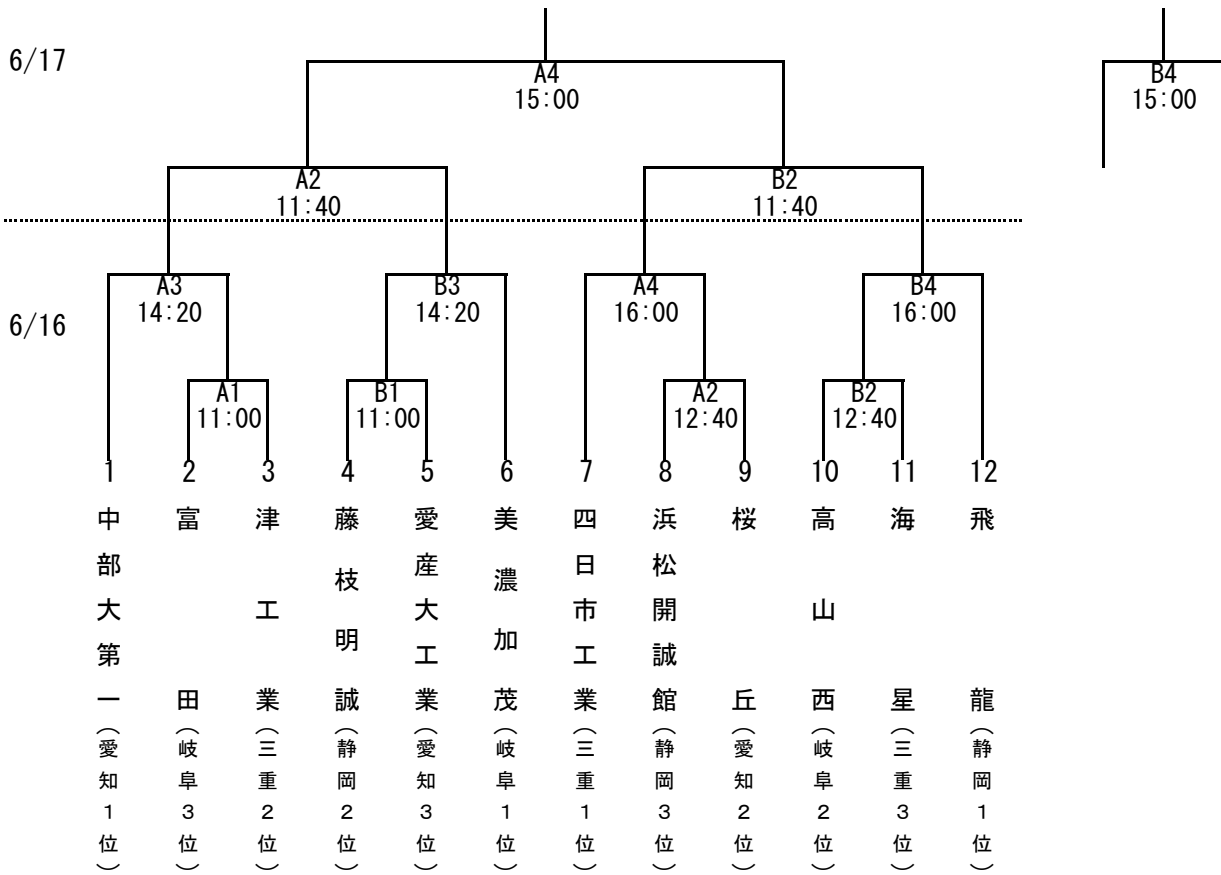 6/17
A4
15:00
B4
15:00
A2
11:40
B2
11:40
6/16
A3
14:20
B3
14:20
A4
16:00
B4
16:00
A1
11:00
B1
11:00
A2
12:40
B2
12:40
1
2
3
4
5
6
7
8
9
10
11
12
中部大第一(愛知1位)
富田(岐阜3位)
津工業(三重2位)
藤枝明誠(静岡2位)
愛産大工業(愛知3位)
美濃加茂(岐阜1位)
四日市工業(三重1位)
浜松開誠館(静岡3位)
桜丘(愛知2位)
高山西(岐阜2位)
海星(三重3位)
飛龍(静岡1位)